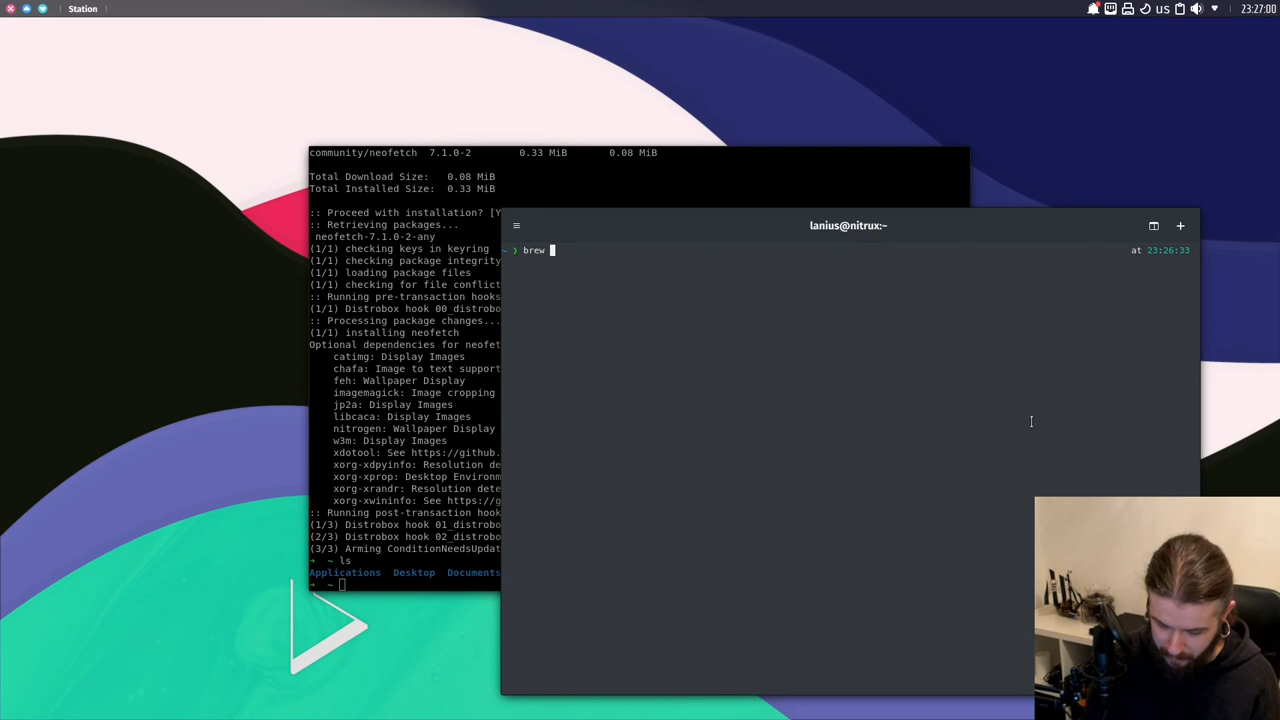 Station
us
23:27:00
community/neofetch  7.1.0-2        0.33 MiB       0.08 MiB
Total Download Size:   0.08 MiB
Total Installed Size:  0.33 MiB
:: Proceed with installation? [Y
:: Retrieving packages...
neofetch-7.1.0-2-any
(1/1) checking keys in keyring
(1/1) checking package integrity
(1/1) loading package files
(1/1) checking for file conflict
:: Running pre-transaction hooks
(1/1) Distrobox hook 00_distrobo
:: Processing package changes...
(1/1) installing neofetch
Optional dependencies for neofet
catimg: Display Images
chafa: Image to text support
feh: Wallpaper Display
imagemagick: Image cropping
jp2a: Display Images
libcaca: Display Images
nitrogen: Wallpaper Display
w3m: Display Images
xdotool: See https://github.
xorg-xdpyinfo: Resolution de
xorg-xprop: Desktop Environm
xorg-xrandr: Resolution dete
xorg-xwininfo: See https://g
:: Running post-transaction hook
(1/3) Distrobox hook 01_distrobo
(2/3) Distrobox hook 02_distrobo
(3/3) Arming ConditionNeedsUpdat
➜  ~ ls
Applications  Desktop  Documents
➜  ~
lanius@nitrux:~
~ ❯ brew
at 23:26:33